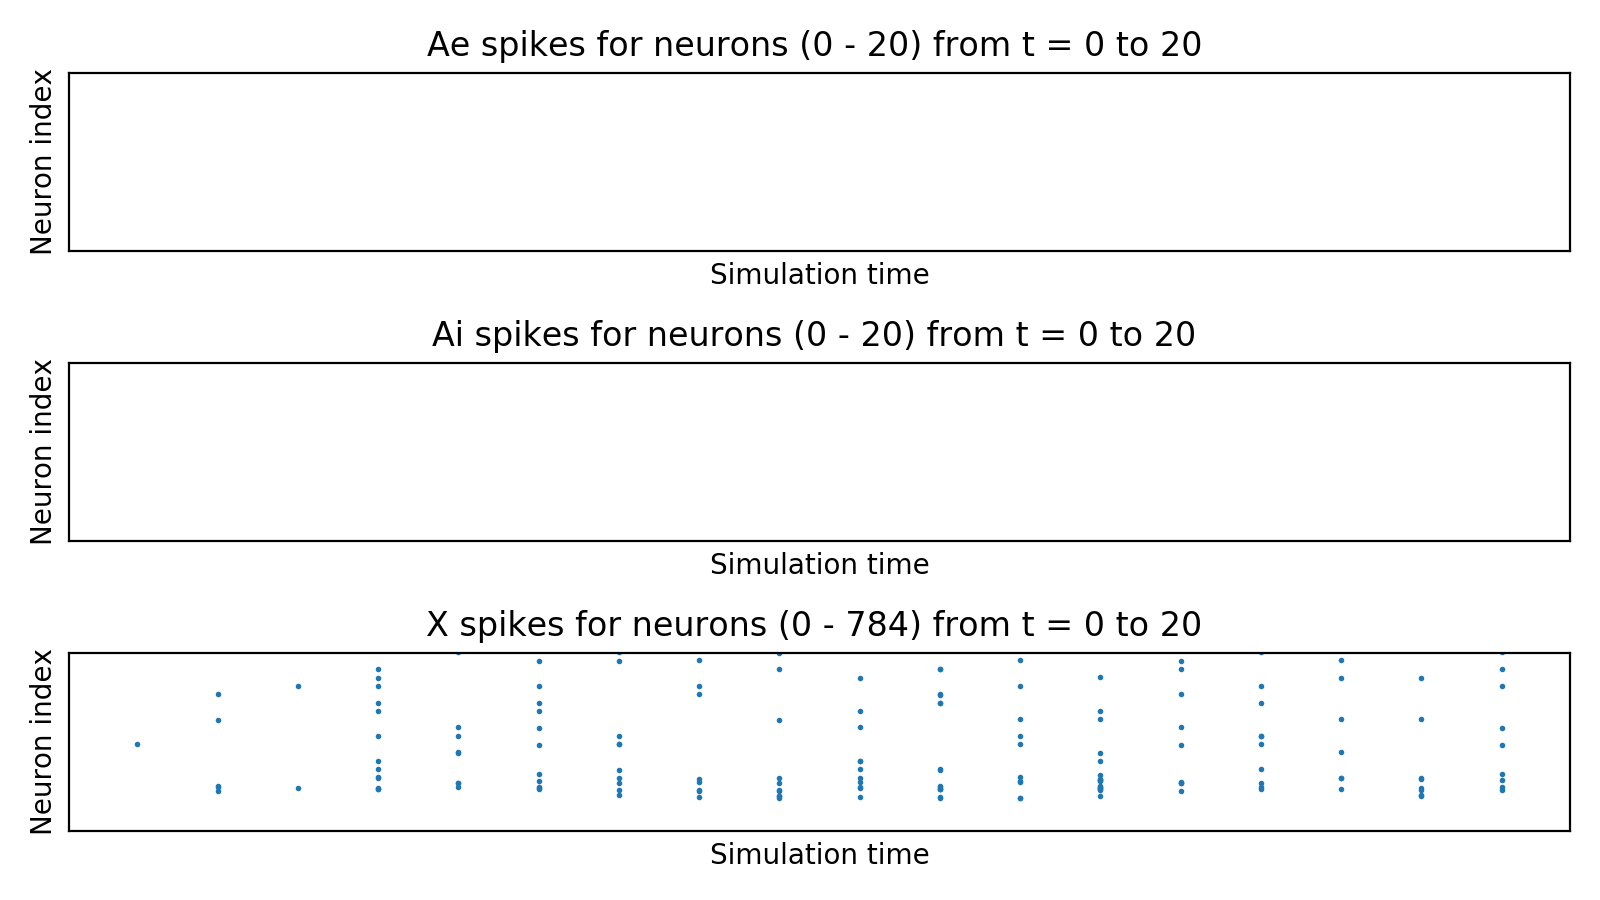 Ae spikes for neurons (0 - 20) from t = 0 to 20
Neuron index
Simulation time
Ai spikes for neurons (0 - 20) from t = 0 to 20
Neuron index
Simulation time
X spikes for neurons (0 - 784) from t = 0 to 20
Neuron index
Simulation time